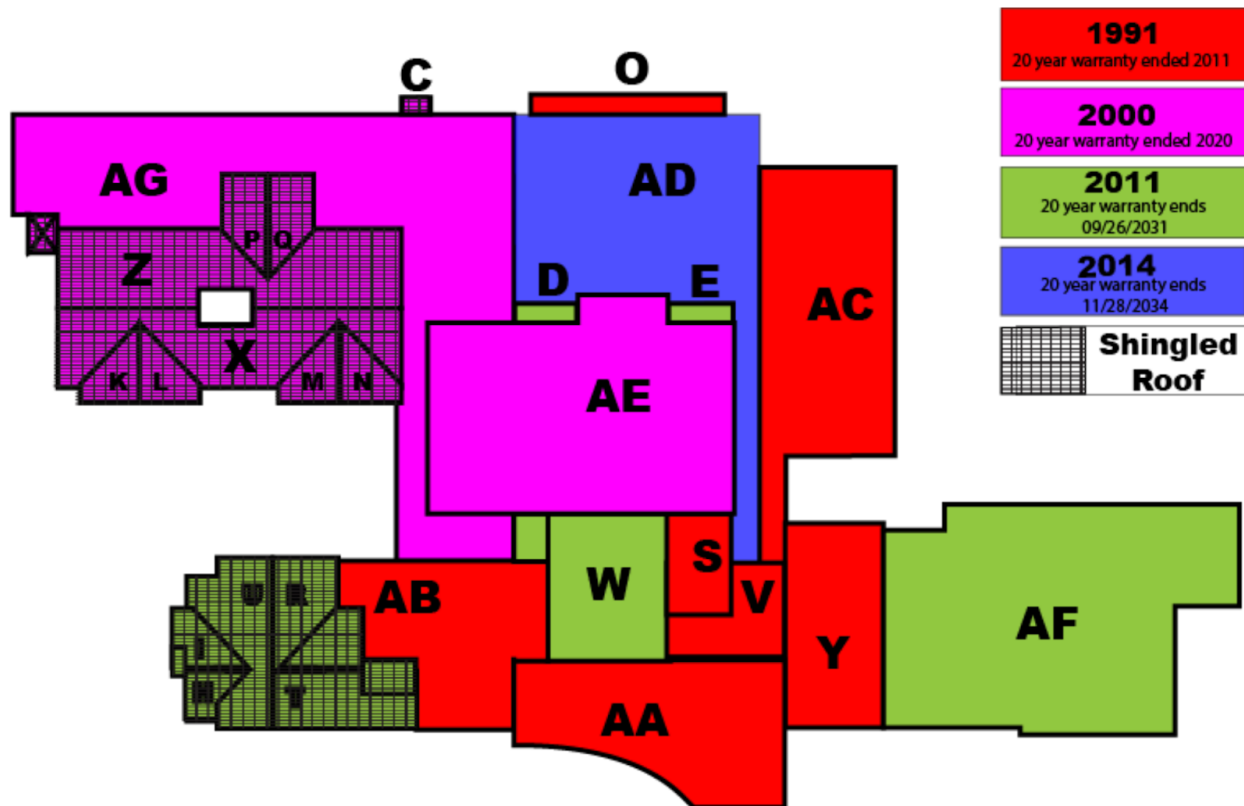 1991
20 year warranty ended 2011
C
O
2000
20 year warranty ended 2020
AG
AD
2011
20 year warranty ends
09/26/2031
P Q
Z
D
E
2014
20 year warranty ends
11/28/2034
AC
X
K L
M N
Shingled
Roof
AE
S
U R
W
AB
V
I
AF
Y
H
T
AA